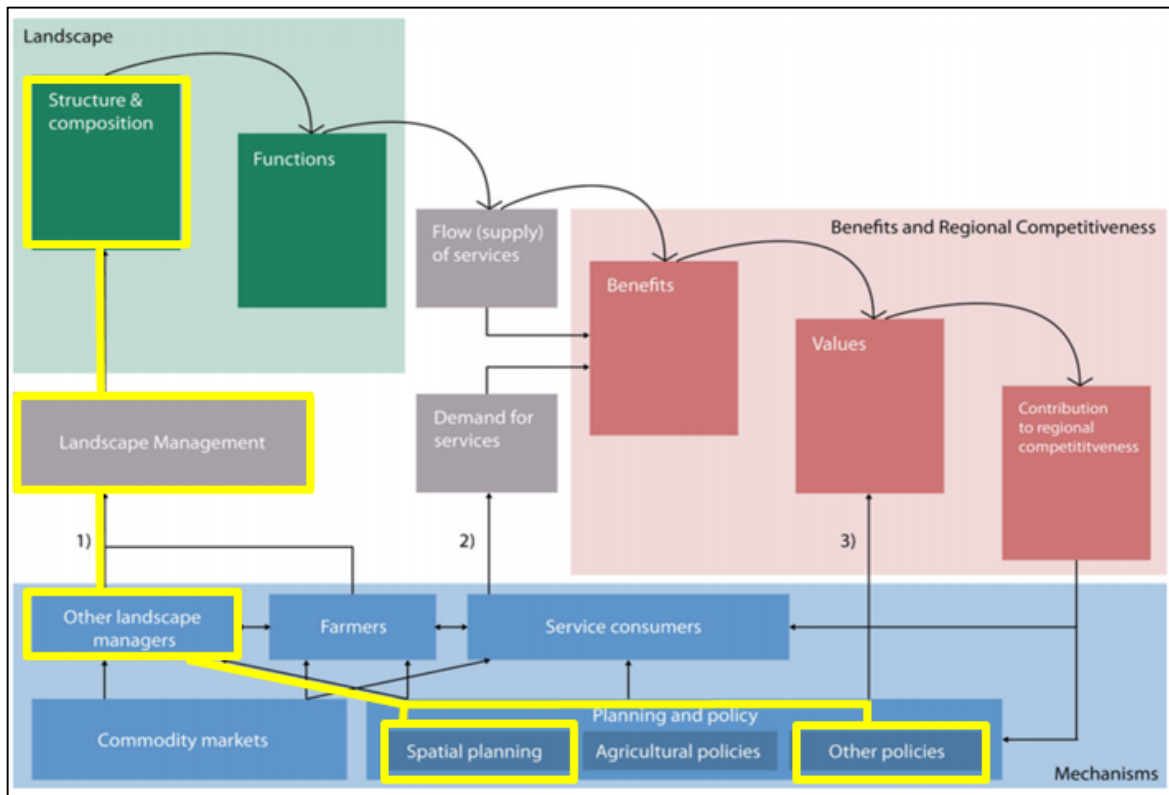 Landscape
Structure &
composition
Functions
Flow (supply)
of services
Benefits and Regional Competitiveness
Benefits
Values
Contribution
to regional
competititveness
Landscape Management
Demand for
services
1)
2)
3)
Other landscape
managers
Farmers
Service consumers
Commodity markets
Planning and policy
Spatial planning
Agricultural policies
Other policies
Mechanisms